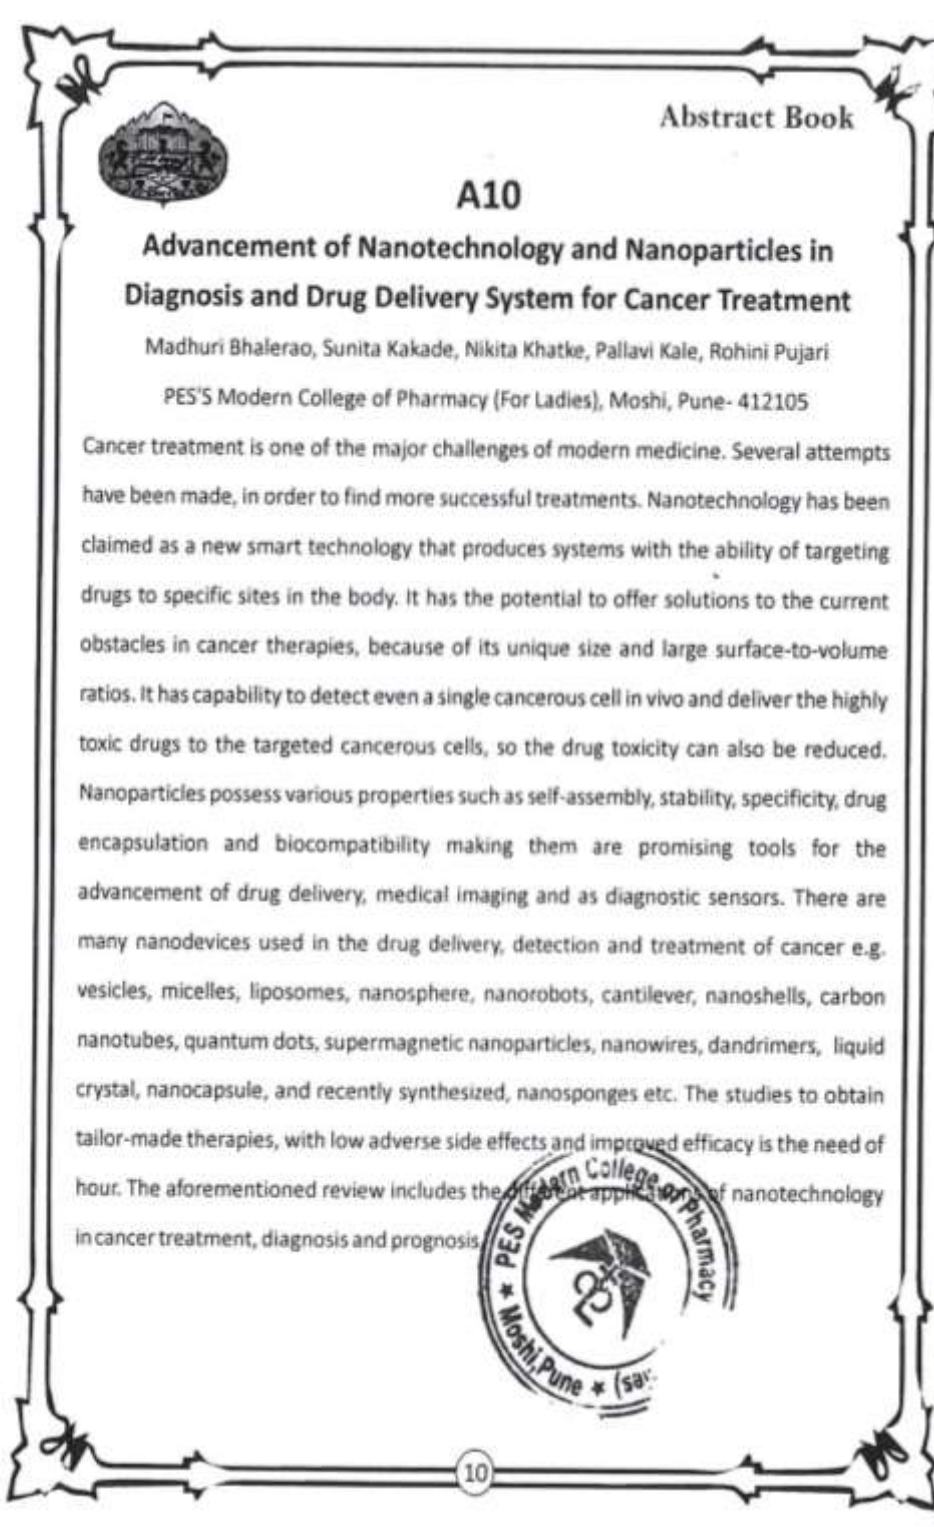 Abstract Book
A10
Advancement of Nanotechnology and Nanoparticles in
Diagnosis and Drug Delivery System for Cancer Treatment
Madhuri Bhalerao, Sunita Kakade, Nikita Khatke, Pallavi Kale, Rohini Pujari
PES'S Modern College of Pharmacy (For Ladies), Moshi, Pune- 412105
Cancer treatment is one of the major challenges of modern medicine. Several attempts
have been made, in order to find more successful treatments. Nanotechnology has been
claimed as a new smart technology that produces systems with the ability of targeting
drugs to specific sites in the body. It has the potential to offer solutions to the current
obstacles in cancer therapies, because of its unique size and large surface-to-volume
ratios. It has capability to detect even a single cancerous cell in vivo and deliver the highly
toxic drugs to the targeted cancerous cells, so the drug toxicity can also be reduced.
Nanoparticles possess various properties such as self-assembly, stability, specificity, drug
encapsulation and biocompatibility making them are promising tools for the
advancement of drug delivery, medical imaging and as diagnostic sensors. There are
many nanodevices used in the drug delivery, detection and treatment of cancer e.g.
vesicles, micelles, liposomes, nanosphere, nanorobots, cantilever, nanoshells, carbon
nanotubes, quantum dots, supermagnetic nanoparticles, nanowires, dandrimers, liquid
crystal, nanocapsule, and recently synthesized, nanosponges etc. The studies to obtain
tailor-made therapies, with low adverse side effects and improved efficacy is the need of
hour. The aforementioned review includes the different applications of nanotechnology
in cancer treatment, diagnosis and prognosis.
PES Modern College of Pharmacy
Moshi, Pune
10